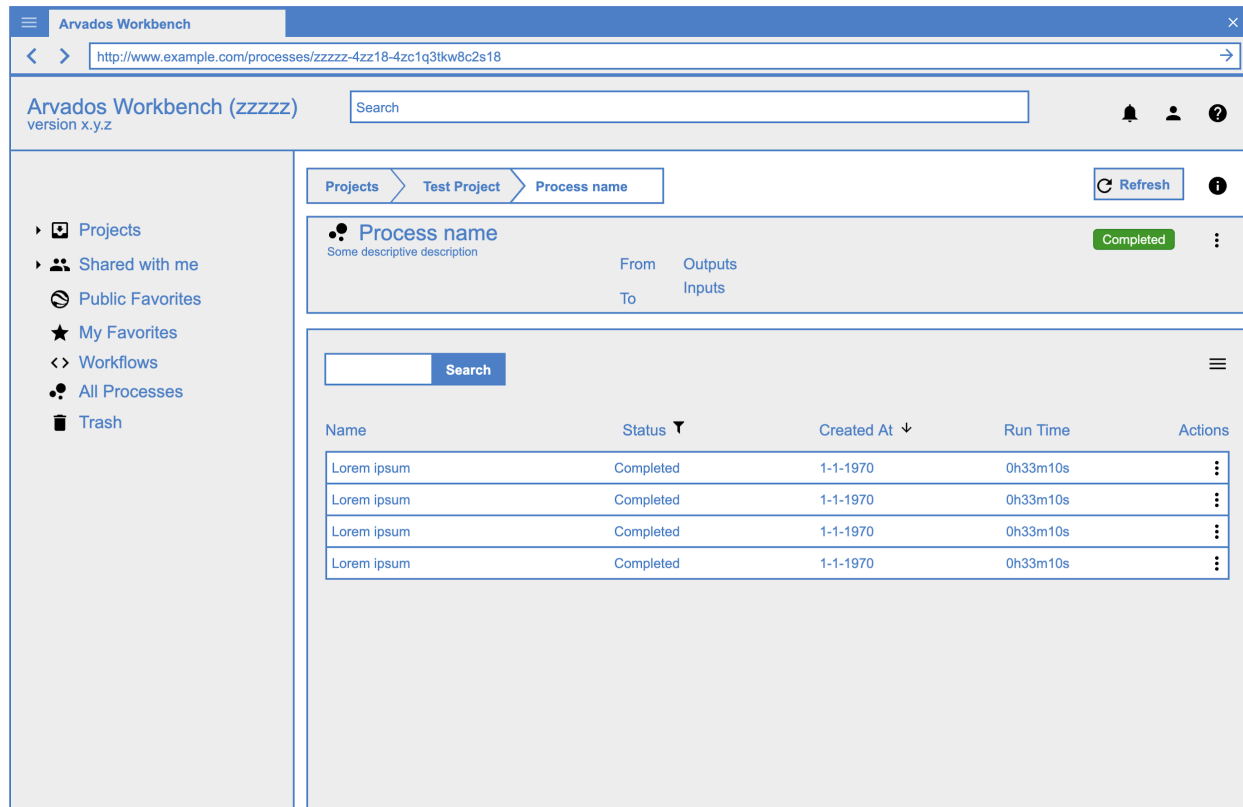 Arvados Workbench
http://www.example.com/processes/zzzzz-4zz18-4zc1q3tkw8c2s18
Arvados Workbench (zzzzz)
version x.y.z
Search
Projects
Shared with me
Public Favorites
My Favorites
Workflows
All Processes
Trash
Projects Test Project Process name
Refresh
Process name
Some descriptive description
Completed
From Outputs
Inputs
To
Search
Name Status Created At Run Time Actions
Lorem ipsum Completed 1-1-1970 0h33m10s
Lorem ipsum Completed 1-1-1970 0h33m10s
Lorem ipsum Completed 1-1-1970 0h33m10s
Lorem ipsum Completed 1-1-1970 0h33m10s